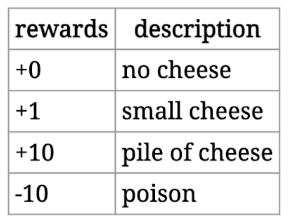 rewards description
+0 no cheese
+1 small cheese
+10 pile of cheese
-10 poison